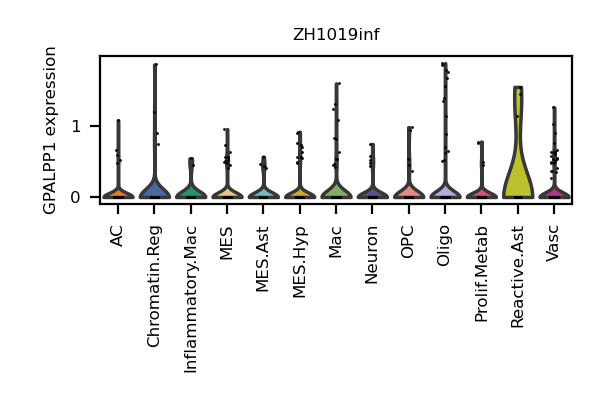 ZH1019inf
GPALPP1 expression
1
0
AC
Chromatin.Reg
Inflammatory.Mac
MES
MES.Ast
MES.Hyp
Mac
Neuron
OPC
Oligo
Prolif.Metab
Reactive.Ast
Vasc